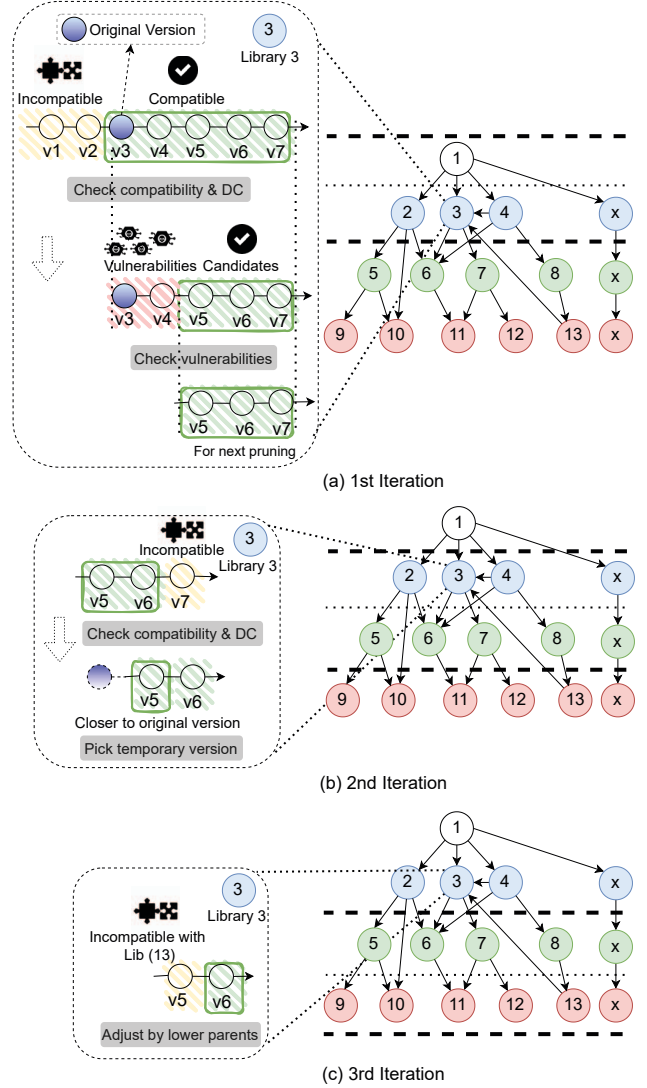 Original Version
3
Library 3
Incompatible
Compatible
v1 v2 v3 v4 v5 v6 v7
Check compatibility & DC
Vulnerabilities
Candidates
v3 v4 v5 v6 v7
Check vulnerabilities
v5 v6 v7
For next pruning
1
2 3 4 x
5 6 7 8 x
9 10 11 12 13 x
(a) 1st Iteration
Incompatible
3
Library 3
v5 v6 v7
Check compatibility & DC
v5 v6
Closer to original version
Pick temporary version
1
2 3 4 x
5 6 7 8 x
9 10 11 12 13 x
(b) 2nd Iteration
3
Library 3
Incompatible with
Lib (13)
v5 v6
Adjust by lower parents
1
2 3 4 x
5 6 7 8 x
9 10 11 12 13 x
(c) 3rd Iteration